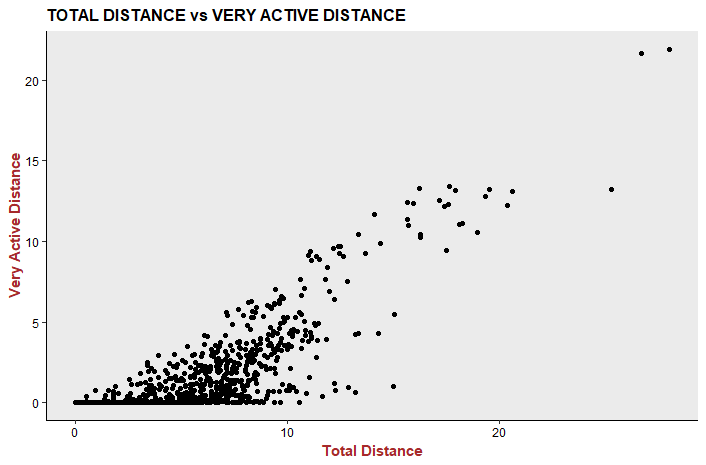 TOTAL DISTANCE vs VERY ACTIVE DISTANCE
Very Active Distance
20
15
10
5
0
0 10 20
Total Distance